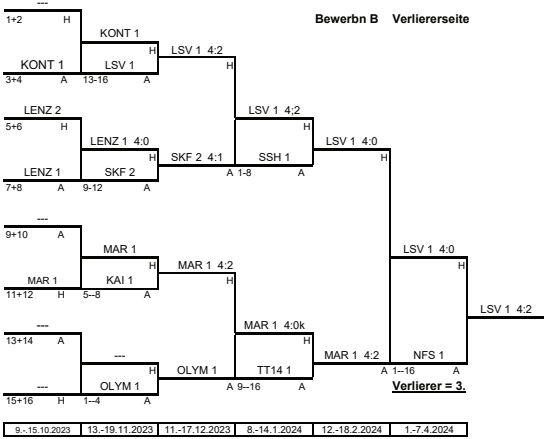 ---
1+2 H
Bewerbn B Verliererseite
KONT 1
H LSV 1 4:2
KONT 1 LSV 1
3+4 A 13-16 A
H
LENZ 2 LSV 1 4;2
5+6 H
H
LENZ 1 4:0 LSV 1 4:0
H SKF 2 4:1 SSH 1 H
LENZ 1 SKF 2
7+8 A 9-12 A A 1-8 A
---
9+10 A
MAR 1 LSV 1 4:0
H MAR 1 4:2 H
MAR 1 KAI 1
11+12 H 5--8 A H
LSV 1 4:2
--- MAR 1 4:0k
13+14 A H
--- MAR 1 4:2 NFS 1
H OLYM 1 TT14 1 A 1--16 A
--- OLYM 1 A 9--16 A Verlierer = 3.
15+16 H 1--4 A
9.-.15.10.2023 13.-19.11.2023 11.-17.12.2023 8.-14.1.2024 12.-18.2.2024 1.-7.4.2024